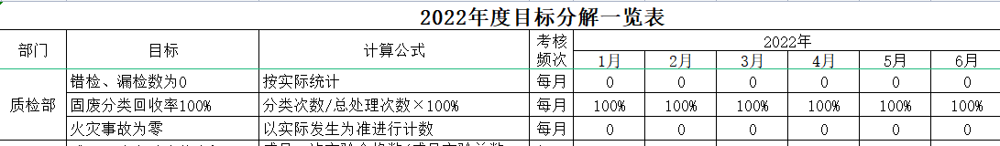 2022年度目标分解一览表
部门 目标 计算公式 考核频次 2022年
1月 2月 3月 4月 5月 6月
质检部
错检、漏检数为0 按实际统计 每月 0 0 0 0 0 0
固废分类回收率100% 分类次数/总处理次数×100% 每月 100% 100% 100% 100% 100% 100%
火灾事故为零 以实际发生为准进行计数 每月 0 0 0 0 0 0